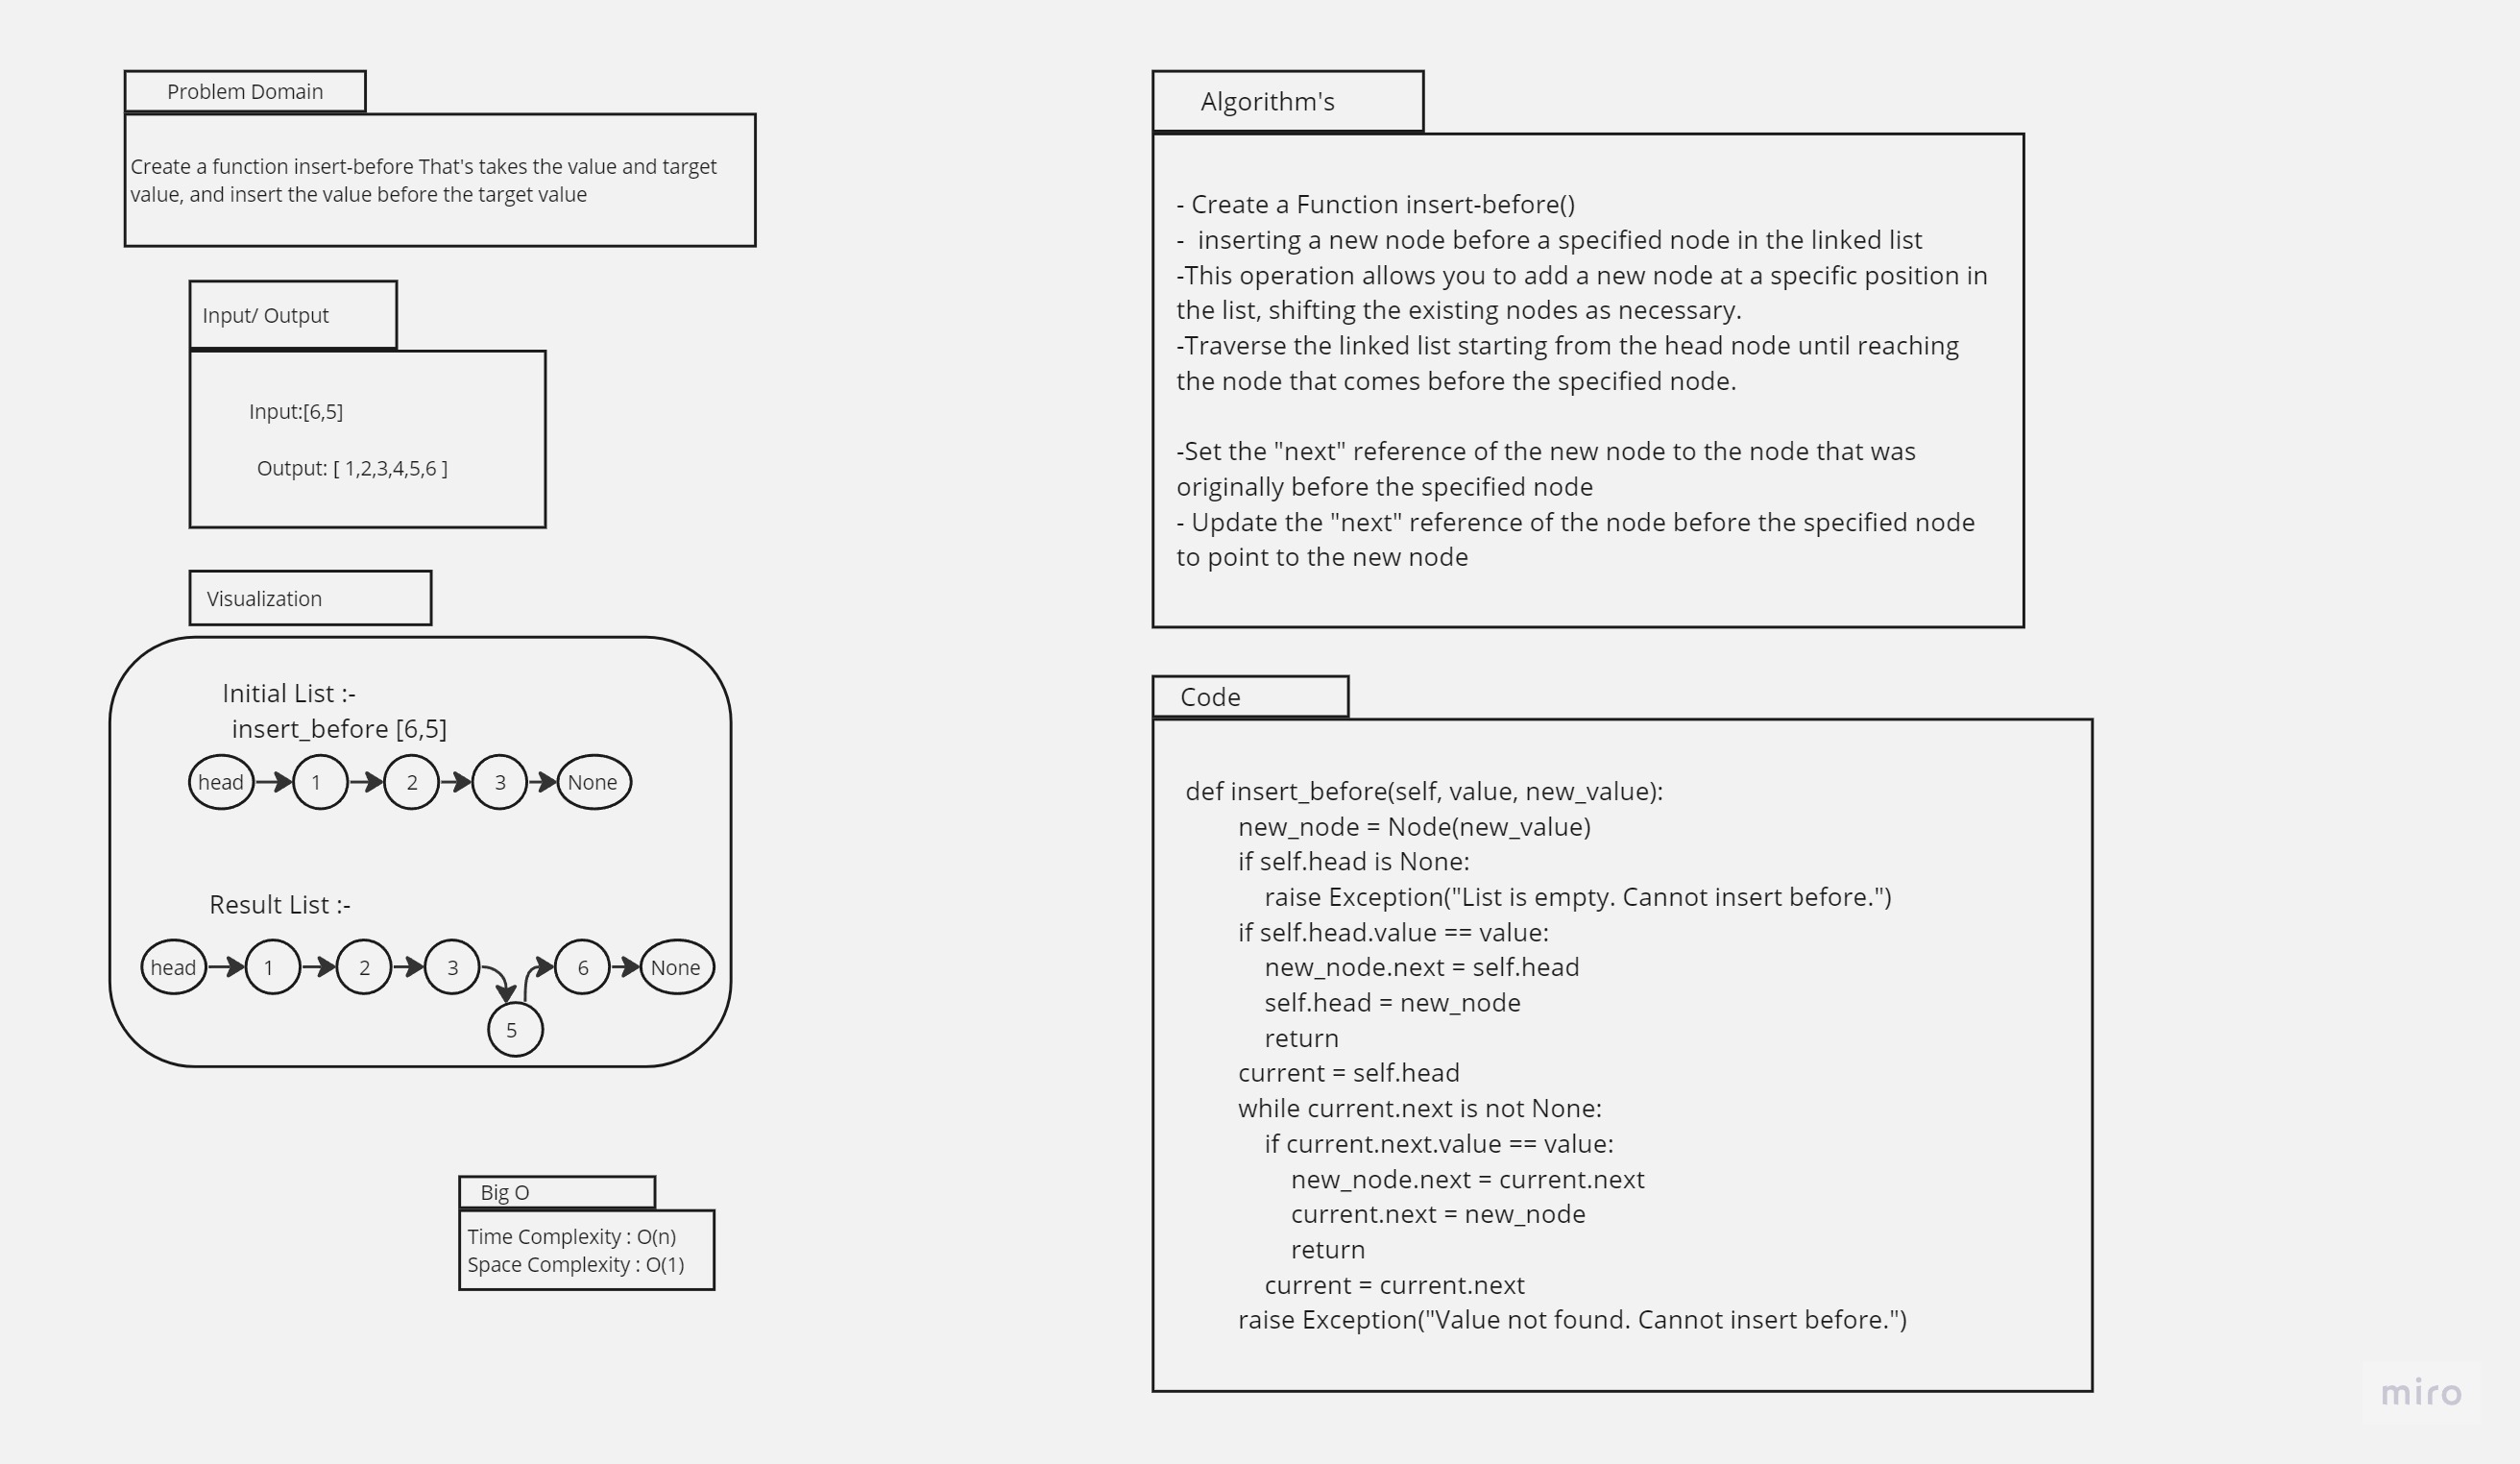 Problem Domain
Create a function insert-before That's takes the value and target
value, and insert the value before the target value
Input/ Output
Input:[6,5]
Output: [ 1,2,3,4,5,6 ]
Visualization
Initial List :-
insert_before [6,5]
head 1 2 3 None
Result List :-
head 1 2 3 6 None
5
Big O
Time Complexity : O(n)
Space Complexity : O(1)
Algorithm's
- Create a Function insert-before()
-  inserting a new node before a specified node in the linked list
-This operation allows you to add a new node at a specific position in
the list, shifting the existing nodes as necessary.
-Traverse the linked list starting from the head node until reaching
the node that comes before the specified node.
-Set the "next" reference of the new node to the node that was
originally before the specified node
- Update the "next" reference of the node before the specified node
to point to the new node
Code
def insert_before(self, value, new_value):
        new_node = Node(new_value)
        if self.head is None:
            raise Exception("List is empty. Cannot insert before.")
        if self.head.value == value:
            new_node.next = self.head
            self.head = new_node
            return
        current = self.head
        while current.next is not None:
            if current.next.value == value:
                new_node.next = current.next
                current.next = new_node
                return
            current = current.next
        raise Exception("Value not found. Cannot insert before.")
miro